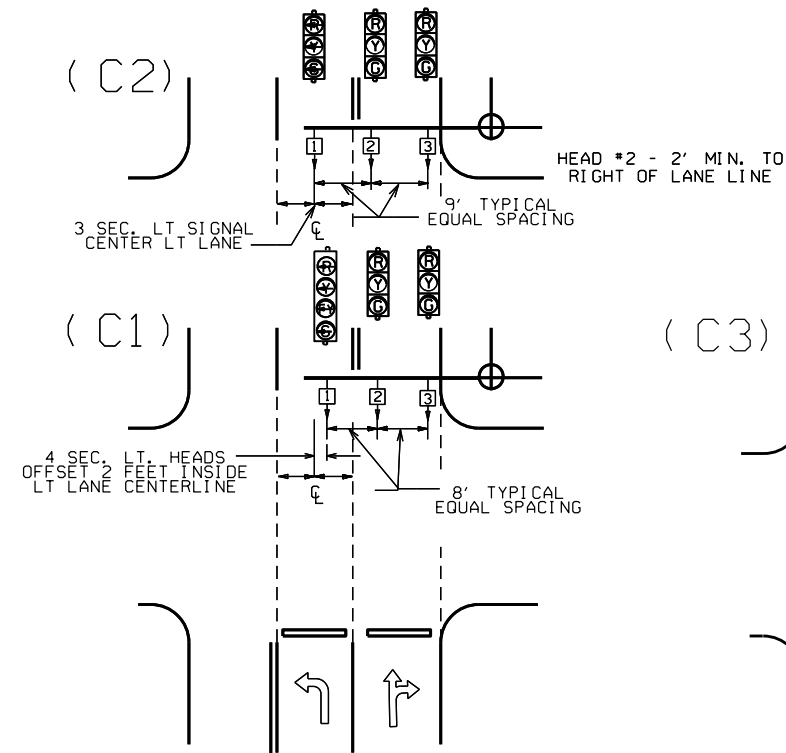 R R R
Y Y Y
G G G
(C2)
1 2 3
HEAD #2 - 2' MIN. TO
RIGHT OF LANE LINE
9' TYPICAL
EQUAL SPACING
3 SEC. LT SIGNAL
CENTER LT LANE
CL
R R R
Y Y Y
FY
G G G
(C1)
(C3)
1 2 3
4 SEC. LT. HEADS
OFFSET 2 FEET INSIDE
LT LANE CENTERLINE
CL
8' TYPICAL
EQUAL SPACING